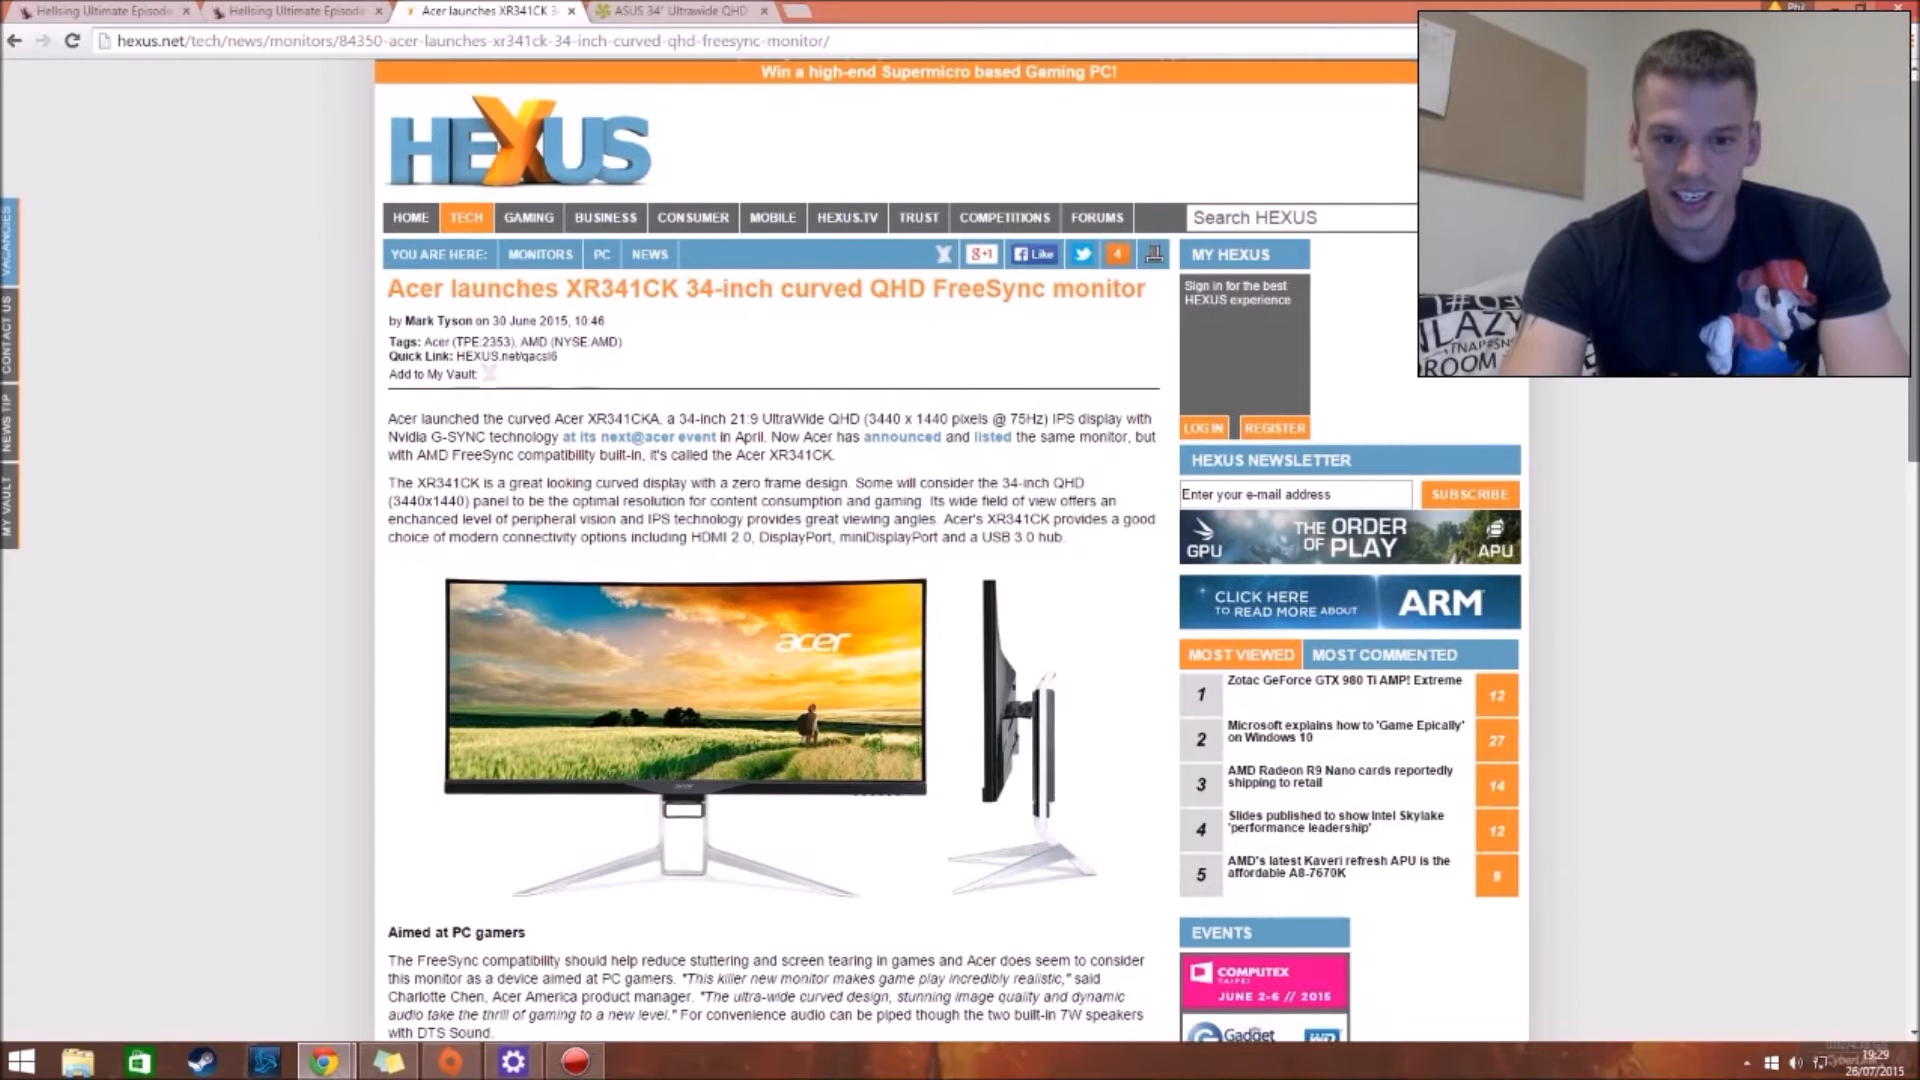 Hellsing Ultimate Episode
Hellsing Ultimate Episode
Acer launches XR341CK 3
ASUS 34" Ultrawide QHD
Phil
hexus.net/tech/news/monitors/84350-acer-launches-xr341ck-34-inch-curved-qhd-freesync-monitor/
Win a high-end Supermicro based Gaming PC!
HEXUS
HOME TECH GAMING BUSINESS CONSUMER MOBILE HEXUS.TV TRUST COMPETITIONS FORUMS
Search HEXUS
YOU ARE HERE: MONITORS PC NEWS
g+1 Like 4
VACANCIES
CONTACT US
NEWS TIP
MY VAULT
Acer launches XR341CK 34-inch curved QHD FreeSync monitor
by Mark Tyson on 30 June 2015, 10:46
Tags: Acer (TPE:2353), AMD (NYSE:AMD)
Quick Link: HEXUS.net/qacsl6
Add to My Vault:
Acer launched the curved Acer XR341CKA, a 34-inch 21:9 UltraWide QHD (3440 x 1440 pixels @ 75Hz) IPS display with
Nvidia G-SYNC technology at its next@acer event in April. Now Acer has announced and listed the same monitor, but
with AMD FreeSync compatibility built-in, it's called the Acer XR341CK.
The XR341CK is a great looking curved display with a zero frame design. Some will consider the 34-inch QHD
(3440x1440) panel to be the optimal resolution for content consumption and gaming. Its wide field of view offers an
enchanced level of peripheral vision and IPS technology provides great viewing angles. Acer's XR341CK provides a good
choice of modern connectivity options including HDMI 2.0, DisplayPort, miniDisplayPort and a USB 3.0 hub.
acer
acer
Aimed at PC gamers
The FreeSync compatibility should help reduce stuttering and screen tearing in games and Acer does seem to consider
this monitor as a device aimed at PC gamers. "This killer new monitor makes game play incredibly realistic," said
Charlotte Chen, Acer America product manager. "The ultra-wide curved design, stunning image quality and dynamic
audio take the thrill of gaming to a new level." For convenience audio can be piped though the two built-in 7W speakers
with DTS Sound.
MY HEXUS
Sign in for the best
HEXUS experience
LOG IN REGISTER
HEXUS NEWSLETTER
Enter your e-mail address
SUBSCRIBE
GPU THE ORDER OF PLAY APU
CLICK HERE
TO READ MORE ABOUT ARM
MOST VIEWED MOST COMMENTED
1 Zotac GeForce GTX 980 Ti AMP! Extreme 12
2 Microsoft explains how to 'Game Epically'
on Windows 10 27
3 AMD Radeon R9 Nano cards reportedly
shipping to retail 14
4 Slides published to show Intel Skylake
'performance leadership' 12
5 AMD's latest Kaveri refresh APU is the
affordable A8-7670K 9
EVENTS
COMPUTEX
TAIPEI
JUNE 2-6 // 2015
Gadget
LAZY
ROOM
19:29
26/07/2015